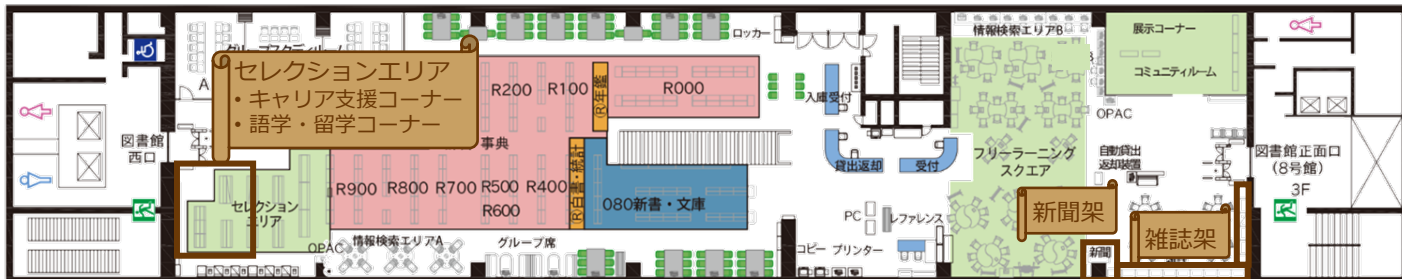 ロッカー
情報検索エリアB
展示コーナー
コミュニティルーム
セレクションエリア
・キャリア支援コーナー
・語学・留学コーナー
A
R200
R100
(R)年鑑
R000
入庫受付
OPAC
図書館
西口
事典
(R)白書・統計
貸出返却
受付
フリーラーニング
スクエア
自動貸出
返却装置
図書館正面口
(8号館)
3F
R900
R800
R700
R500
R400
R600
080新書・文庫
セレクション
エリア
PC
レファレンス
新聞架
雑誌架
OPAC
情報検索エリアA
グループ席
コピー プリンター
新聞